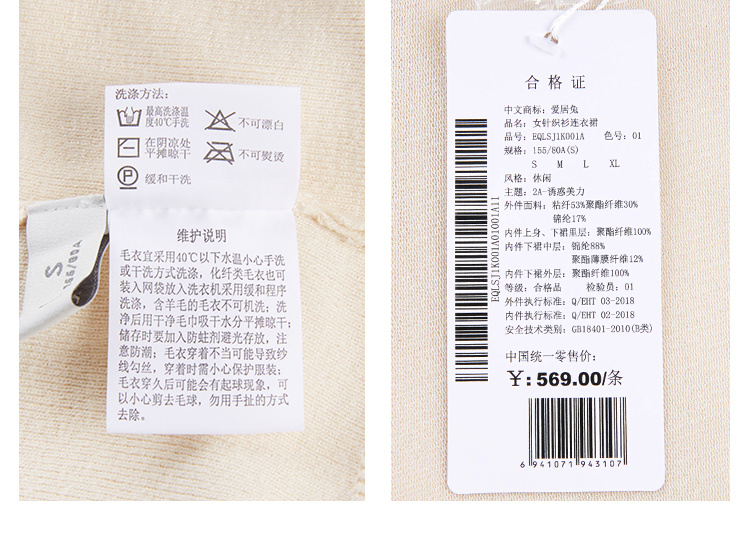 洗涤方法:
最高洗涤温
度40℃手洗
不可漂白
在阴凉处
平摊晾干
不可熨烫
P
缓和干洗
维护说明
毛衣宜采用40℃以下水温小心手洗
或干洗方式洗涤，化纤类毛衣也可
装入网袋放入洗衣机采用缓和程序
洗涤，含羊毛的毛衣不可机洗；洗
净后用干净毛巾吸干水分平摊晾干；
储存时要加入防蛀剂避光存放，注
意防潮；毛衣穿着不当可能导致纱
线勾丝，穿着时需小心保护服装；
毛衣穿久后可能会有起球现象，可
以小心剪去毛球，勿用手扯的方式
去除。
S
155/80A
合格证
中文商标: 爱居兔
品名: 女针织衫连衣裙
品号: EQLSJ1K001A 色号: 01
规格: 155/80A(S)
S M L XL
风格: 休闲
主题: 2A-诱惑美力
外件面料: 粘纤53%聚酯纤维30%
锦纶17%
内件上身、下裙里层: 聚酯纤维100%
内件下裙中层: 锦纶88%
聚酯薄膜纤维12%
内件下裙外层: 聚酯纤维100%
等级: 合格品 检验员: 01
外件执行标准: Q/EHT 03-2018
内件执行标准: Q/EHT 02-2018
安全技术类别: GB18401-2010(B类)
EQLSJ1K001A01001A11
中国统一零售价:
¥: 569.00/条
6 941071 943107